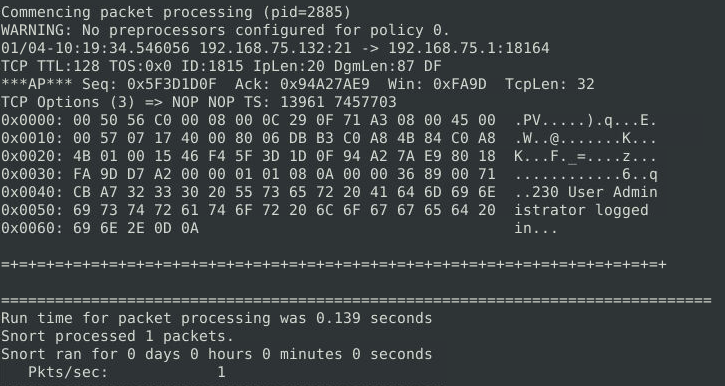 Commencing packet processing (pid=2885)
WARNING: No preprocessors configured for policy 0.
01/04-10:19:34.546056 192.168.75.132:21 -> 192.168.75.1:18164
TCP TTL:128 TOS:0x0 ID:1815 IpLen:20 DgmLen:87 DF
***AP*** Seq: 0x5F3D1D0F  Ack: 0x94A27AE9  Win: 0xFA9D  TcpLen: 32
TCP Options (3) => NOP NOP TS: 13961 7457703
0x0000: 00 50 56 C0 00 08 00 0C 29 0F 71 A3 08 00 45 00  .PV.....).q...E.
0x0010: 00 57 07 17 40 00 80 06 DB B3 C0 A8 4B 84 C0 A8  .W..@.......K...
0x0020: 4B 01 00 15 46 F4 5F 3D 1D 0F 94 A2 7A E9 80 18  K...F._=....z...
0x0030: FA 9D D7 A2 00 00 01 01 08 0A 00 00 36 89 00 71  ............6..q
0x0040: CB A7 32 33 30 20 55 73 65 72 20 41 64 6D 69 6E  ..230 User Admin
0x0050: 69 73 74 72 61 74 6F 72 20 6C 6F 67 67 65 64 20  istrator logged
0x0060: 69 6E 2E 0D 0A                                   in...
=+=+=+=+=+=+=+=+=+=+=+=+=+=+=+=+=+=+=+=+=+=+=+=+=+=+=+=+=+=+=+=+=+=+=+=+=+
===============================================================================
Run time for packet processing was 0.139 seconds
Snort processed 1 packets.
Snort ran for 0 days 0 hours 0 minutes 0 seconds
   Pkts/sec:            1